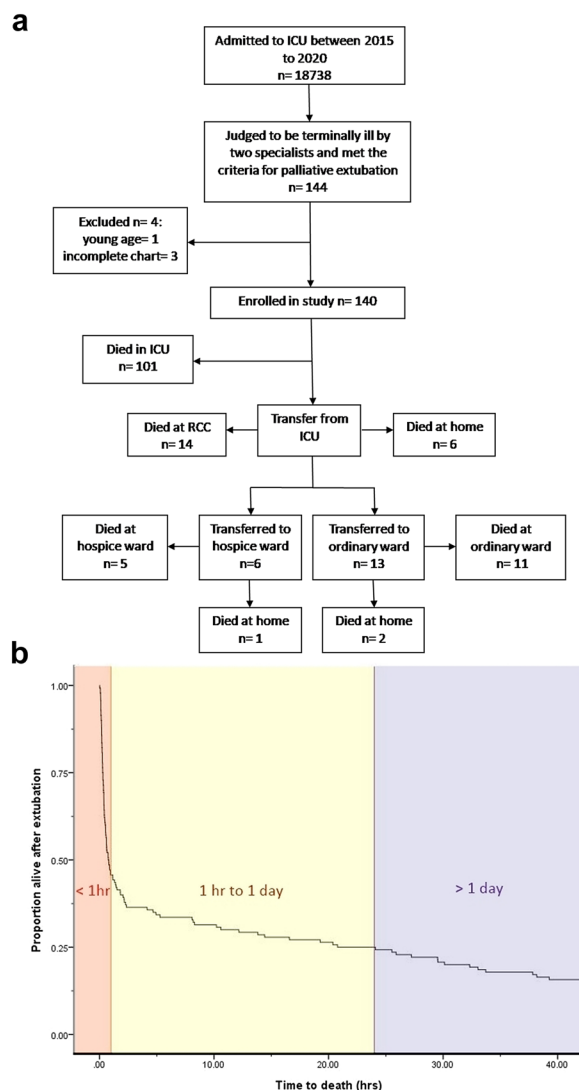 a
Admitted to ICU between 2015
to 2020
n= 18738
Judged to be terminally ill by
two specialists and met the
criteria for palliative extubation
n= 144
Excluded n= 4:
young age= 1
incomplete chart= 3
Enrolled in study n= 140
Died in ICU
n= 101
Died at RCC
n= 14
Transfer from
ICU
Died at home
n= 6
Died at
hospice ward
n= 5
Transferred to
hospice ward
n=6
Transferred to
ordinary ward
n= 13
Died at
ordinary ward
n= 11
Died at home
n= 1
Died at home
n= 2
b
Proportion alive after extubation
1.00
0.75
0.50
0.25
0.00
< 1hr
1 hr to 1 day
> 1 day
.00
10.00
20.00
30.00
40.00
Time to death (hrs)